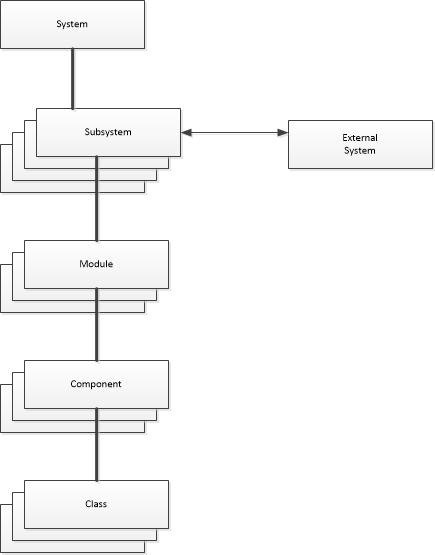 System
Subsystem
External
System
Module
Component
Class